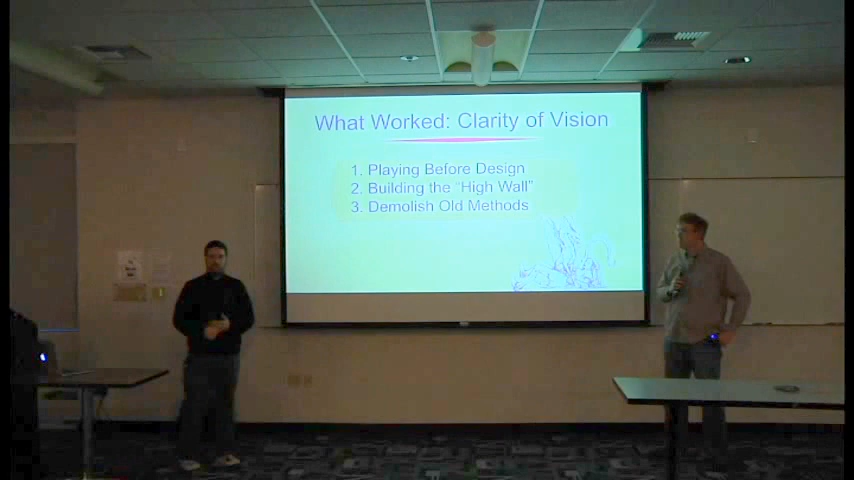 What Worked: Clarity of Vision
1. Playing Before Design
2. Building the "High Wall"
3. Demolish Old Methods